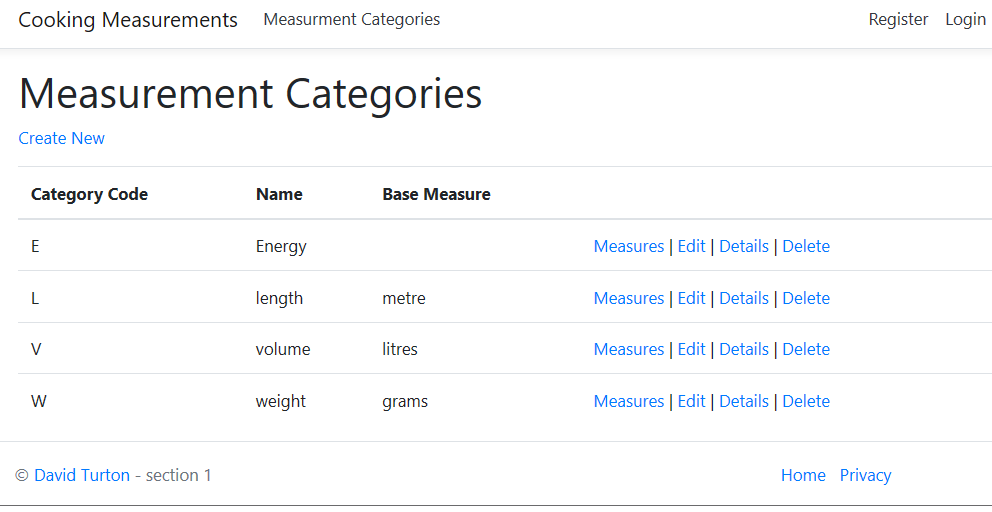 Cooking Measurements Measurment Categories Register Login
Measurement Categories
Create New
Category Code Name Base Measure
E Energy Measures | Edit | Details | Delete
L length metre Measures | Edit | Details | Delete
V volume litres Measures | Edit | Details | Delete
W weight grams Measures | Edit | Details | Delete
© David Turton - section 1 Home Privacy